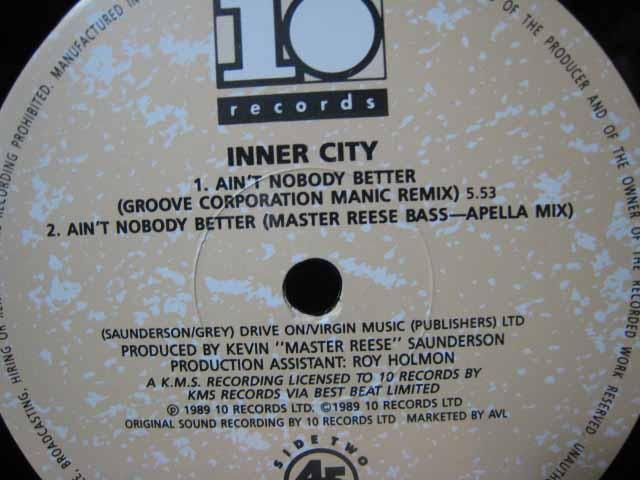 10
records
INNER CITY
1. AIN'T NOBODY BETTER
(GROOVE CORPORATION MANIC REMIX) 5.53
2. AIN'T NOBODY BETTER (MASTER REESE BASS—APELLA MIX)
(SAUNDERSON/GREY) DRIVE ON/VIRGIN MUSIC (PUBLISHERS) LTD
PRODUCED BY KEVIN "MASTER REESE" SAUNDERSON
PRODUCTION ASSISTANT: ROY HOLMON
A K.M.S. RECORDING LICENSED TO 10 RECORDS BY
KMS RECORDS VIA BEST BEAT LIMITED
℗ 1989 10 RECORDS LTD. ©1989 10 RECORDS LTD
ORIGINAL SOUND RECORDING BY 10 RECORDS LTD MARKETED BY AVL
SIDE TWO
45
BROADCASTING, HIRING OR
RECORDING PROHIBITED. MANUFACTURED IN
OF THE PRODUCER AND OF THE OWNER OF THE RECORDED WORK RESERVED